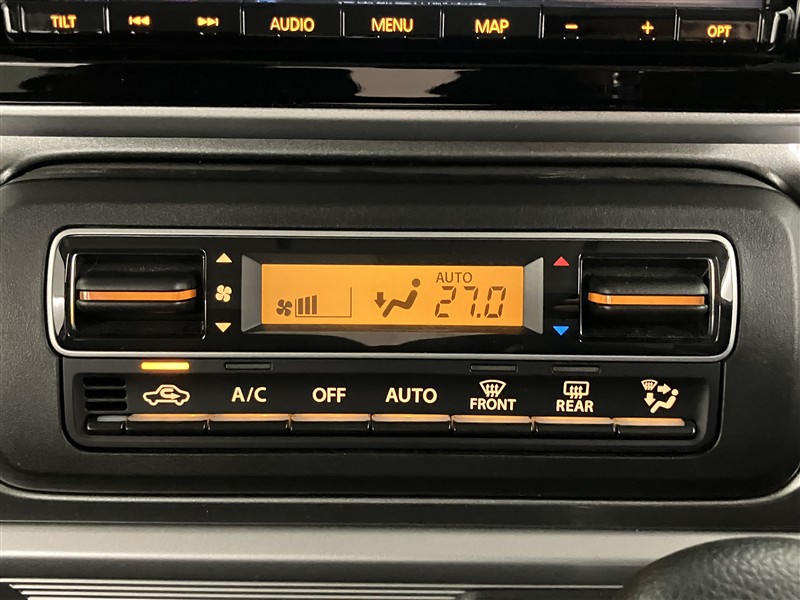 TILT AUDIO MENU MAP − + OPT
AUTO
27.0
A/C OFF AUTO FRONT REAR